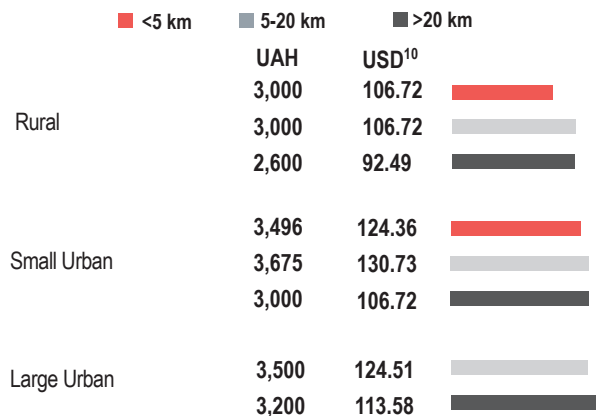 <5 km 5-20 km >20 km
UAH USD10
3,000 106.72
Rural 3,000 106.72
2,600 92.49
3,496 124.36
Small Urban 3,675 130.73
3,000 106.72
3,500 124.51
Large Urban
3,200 113.58